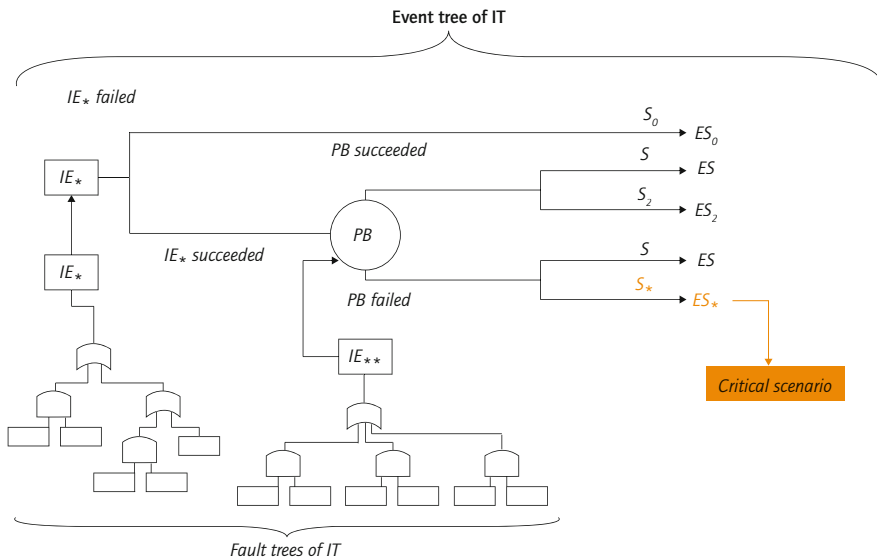 Event tree of IT
IE* failed
S0
ES0
PB succeeded
S
ES
IE*
S2
ES2
PB
IE* succeeded
S
ES
IE*
PB failed
S*
ES*
IE**
Critical scenario
Fault trees of IT